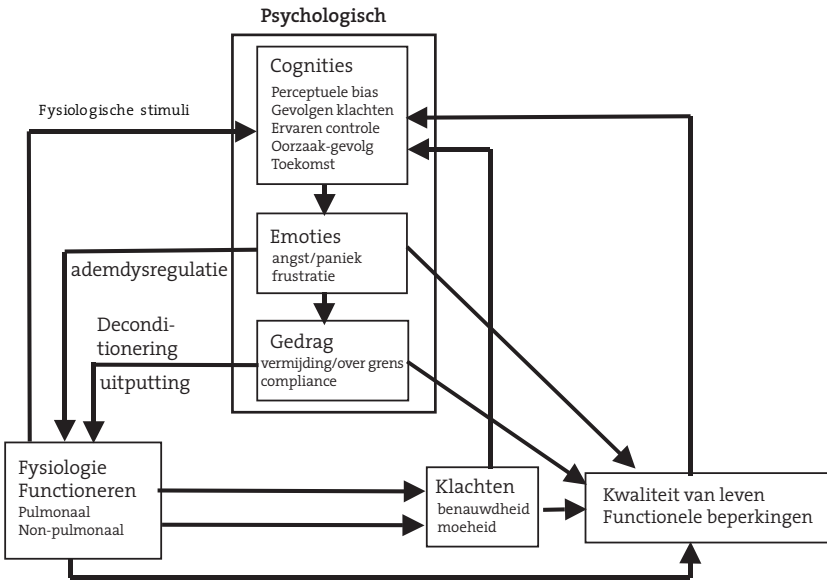 Psychologisch
Cognities
Perceptuele bias
Gevolgen klachten
Ervaren controle
Oorzaak-gevolg
Toekomst
Fysiologische stimuli
Emoties
angst/paniek
frustratie
ademdysregulatie
Decondi-
tionering
uitputting
Gedrag
vermijding/over grens
compliance
Fysiologie
Functioneren
Pulmonaal
Non-pulmonaal
Klachten
benauwdheid
moeheid
Kwaliteit van leven
Functionele beperkingen